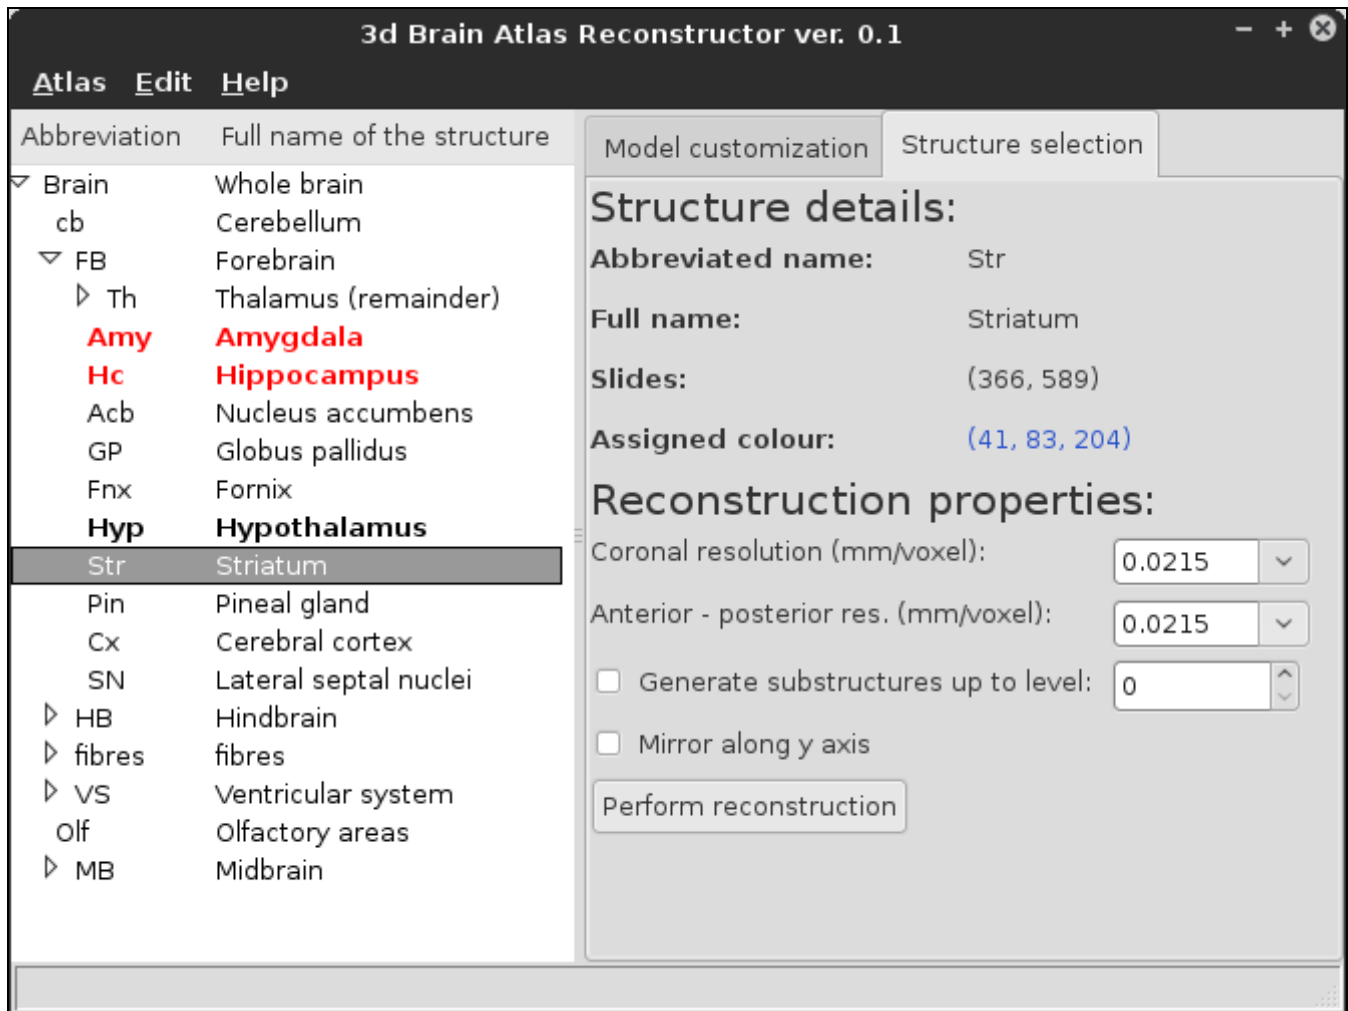 3d Brain Atlas Reconstructor ver. 0.1
Atlas Edit Help
Abbreviation Full name of the structure
Brain Whole brain
cb Cerebellum
FB Forebrain
Th Thalamus (remainder)
Amy Amygdala
Hc Hippocampus
Acb Nucleus accumbens
GP Globus pallidus
Fnx Fornix
Hyp Hypothalamus
Str Striatum
Pin Pineal gland
Cx Cerebral cortex
SN Lateral septal nuclei
HB Hindbrain
fibres fibres
VS Ventricular system
Olf Olfactory areas
MB Midbrain
Model customization Structure selection
Structure details:
Abbreviated name: Str
Full name: Striatum
Slides: (366, 589)
Assigned colour: (41, 83, 204)
Reconstruction properties:
Coronal resolution (mm/voxel): 0.0215
Anterior - posterior res. (mm/voxel): 0.0215
Generate substructures up to level: 0
Mirror along y axis
Perform reconstruction